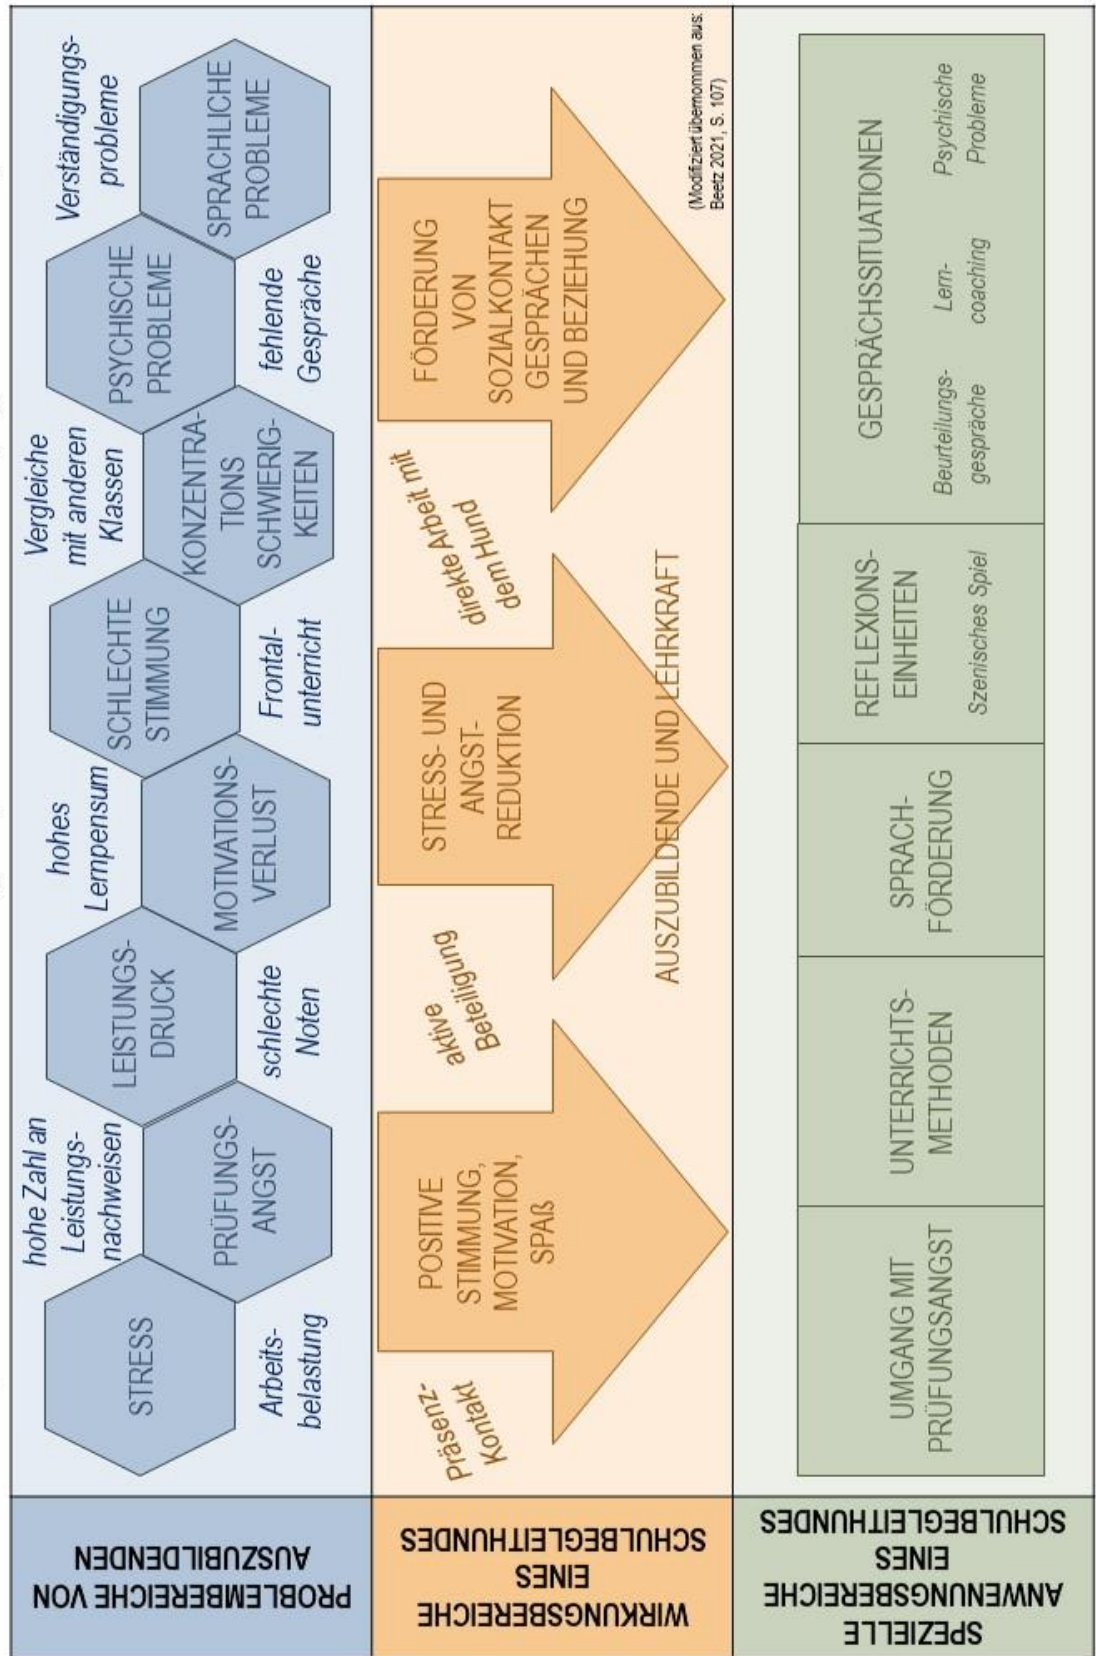 PROBLEMBEREICHE VON
AUSZUBILDENDEN
STRESS
Arbeits-
belastung
hohe Zahl an
Leistungs-
nachweisen
PRÜFUNGS-
ANGST
LEISTUNGS-
DRUCK
schlechte
Noten
hohes
Lernpensum
MOTIVATIONS-
VERLUST
SCHLECHTE
STIMMUNG
Frontal-
unterricht
Vergleiche
mit anderen
Klassen
KONZENTRA-
TIONS
SCHWIERIG-
KEITEN
PSYCHISCHE
PROBLEME
fehlende
Gespräche
Verständigungs-
probleme
SPRACHLICHE
PROBLEME
WIRKUNGSBEREICHE
EINES
SCHULBEGLEITHUNDES
Präsenz-
Kontakt
POSITIVE
STIMMUNG,
MOTIVATION,
SPAß
aktive
Beteiligung
STRESS- UND
ANGST-
REDUKTION
direkte Arbeit mit
dem Hund
FÖRDERUNG
VON
SOZIALKONTAKT
GESPRÄCHEN
UND BEZIEHUNG
AUSZUBILDENDE UND LEHRKRAFT
(Modifiziert übernommen aus:
Beetz 2021, S. 107)
SPEZIELLE
ANWENUNGSBEREICHE
EINES
SCHULBEGLEITHUNDES
UMGANG MIT
PRÜFUNGSANGST
UNTERRICHTS-
METHODEN
SPRACH-
FÖRDERUNG
REFLEXIONS-
EINHEITEN
Szenisches Spiel
GESPRÄCHSSITUATIONEN
Beurteilungs-
gespräche
Lern-
coaching
Psychische
Probleme